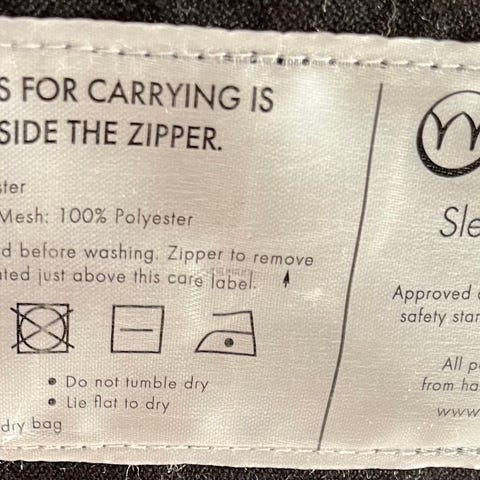 S FOR CARRYING IS
SIDE THE ZIPPER.
ster
Mesh: 100% Polyester
d before washing. Zipper to remove
ted just above this care label.
• Do not tumble dry
• Lie flat to dry
dry bag
Sle
Approved
safety star
All p
from ha
www